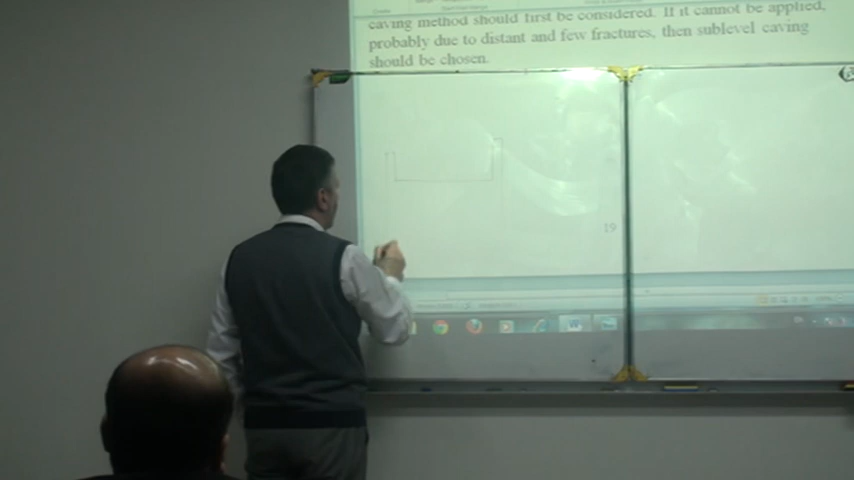 caving method should first be considered. If it cannot be applied,
probably due to distant and few fractures, then sublevel caving
should be chosen.
19